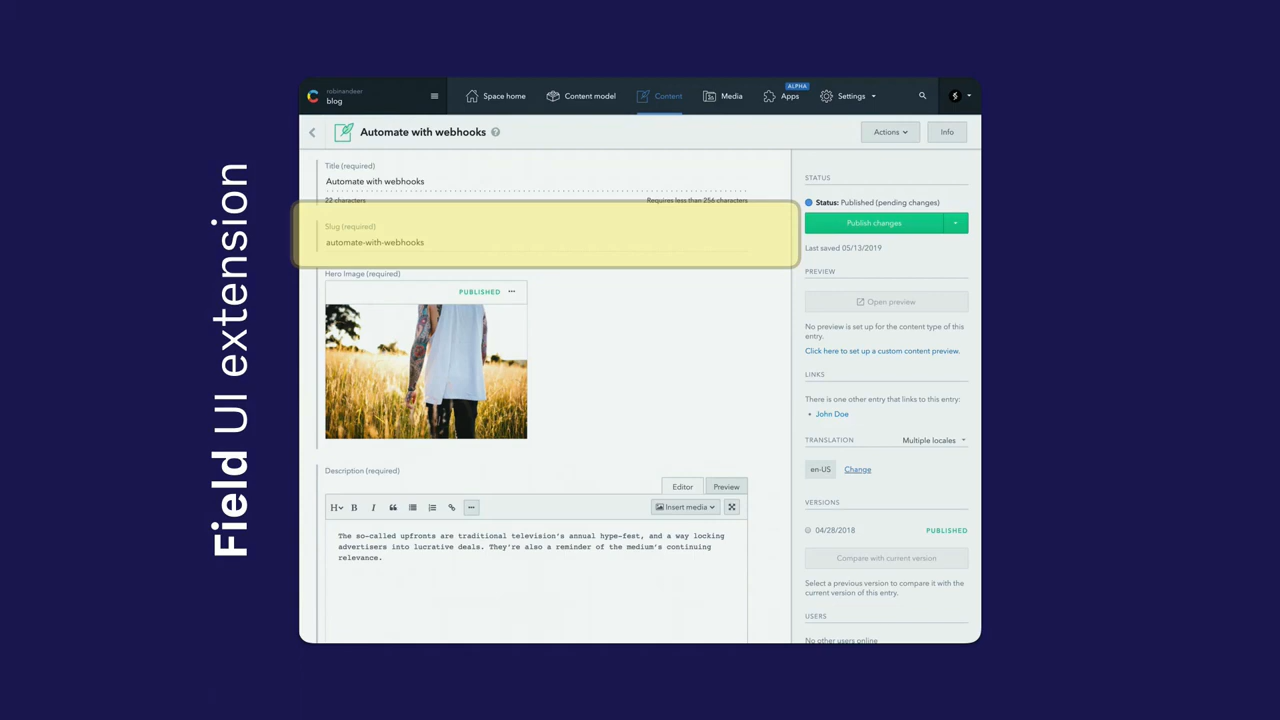 Field UI extension
robinandeer
blog
Space home
Content model
Content
Media
ALPHA
Apps
Settings
Automate with webhooks
Actions
Info
Title (required)
Automate with webhooks
22 characters
Requires less than 256 characters
Slug (required)
automate-with-webhooks
Hero Image (required)
PUBLISHED
Description (required)
Editor
Preview
H
B
I
Insert media
The so-called upfronts are traditional television's annual hype-fest, and a way locking
advertisers into lucrative deals. They're also a reminder of the medium's continuing
relevance.
STATUS
Status: Published (pending changes)
Publish changes
Last saved 05/13/2019
PREVIEW
Open preview
No preview is set up for the content type of this
entry.
Click here to set up a custom content preview.
LINKS
There is one other entry that links to this entry:
• John Doe
TRANSLATION
Multiple locales
en-US
Change
VERSIONS
04/28/2018
PUBLISHED
Compare with current version
Select a previous version to compare it with the
current version of this entry.
USERS
No other users online